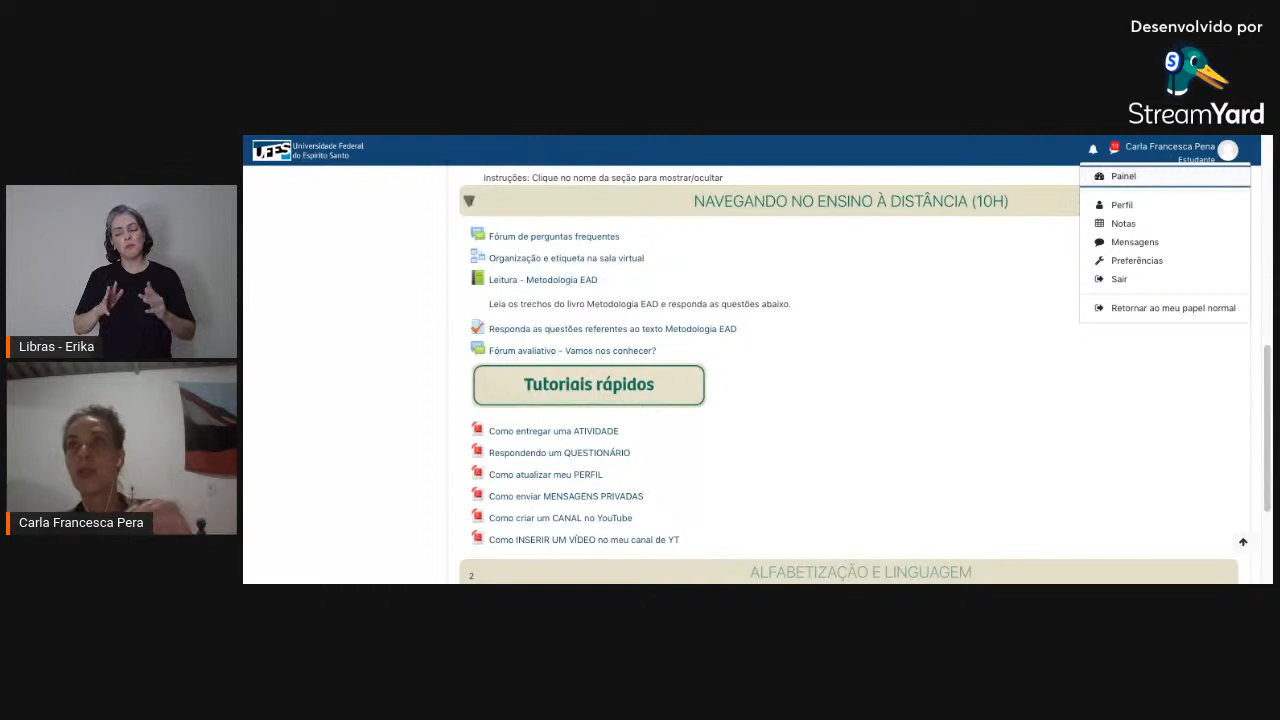 Desenvolvido por
StreamYard
UFES
Universidade Federal
do Espírito Santo
Carla Francesca Pena
Estudante
Painel
Perfil
Notas
Mensagens
Preferências
Sair
Retornar ao meu papel normal
Instruções: Clique no nome da seção para mostrar/ocultar
NAVEGANDO NO ENSINO À DISTÂNCIA (10H)
Fórum de perguntas frequentes
Organização e etiqueta na sala virtual
Leitura - Metodologia EAD
Leia os trechos do livro Metodologia EAD e responda as questões abaixo.
Responda as questões referentes ao texto Metodologia EAD
Fórum avaliativo - Vamos nos conhecer?
Tutoriais rápidos
Como entregar uma ATIVIDADE
Respondendo um QUESTIONÁRIO
Como atualizar meu PERFIL
Como enviar MENSAGENS PRIVADAS
Como criar um CANAL no YouTube
Como INSERIR UM VÍDEO no meu canal de YT
2
ALFABETIZAÇÃO E LINGUAGEM
Libras - Erika
Carla Francesca Pera